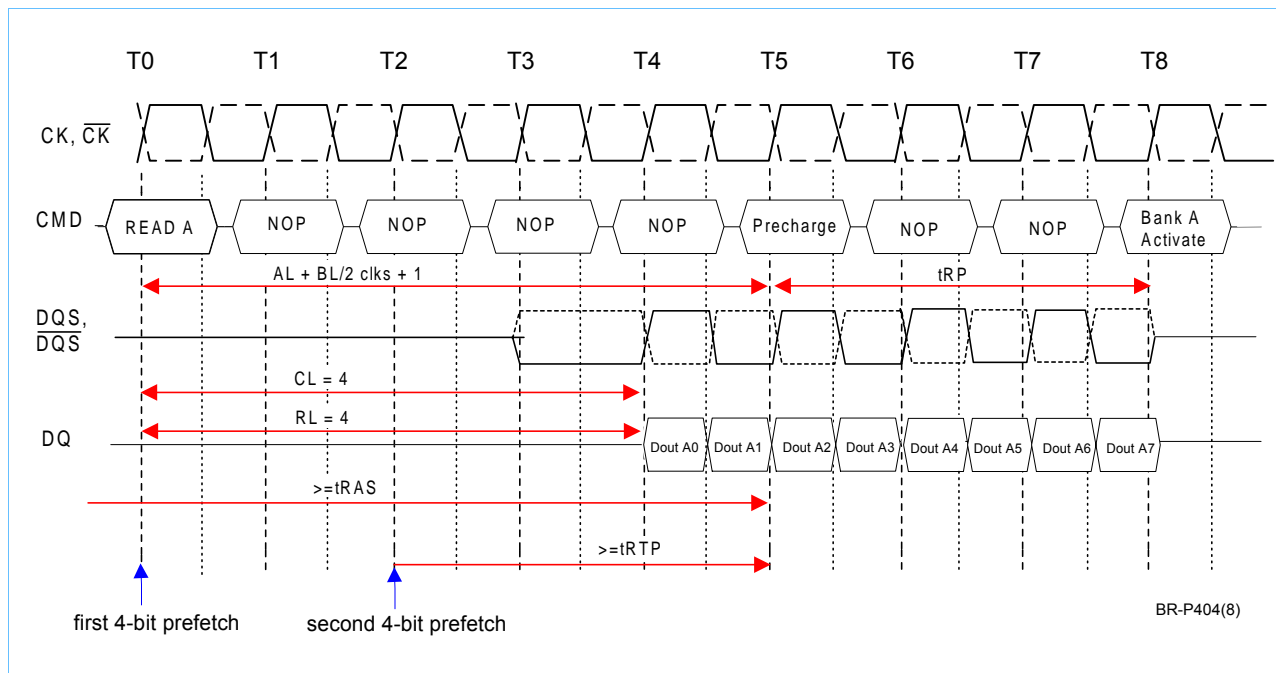 T0 T1 T2 T3 T4 T5 T6 T7 T8
CK, CK
CMD READ A NOP NOP NOP NOP Precharge NOP NOP Bank A
Activate
AL + BL/2 clks + 1 tRP
DQS,
DQS
CL = 4
RL = 4
DQ Dout A0 Dout A1 Dout A2 Dout A3 Dout A4 Dout A5 Dout A6 Dout A7
>=tRAS
>=tRTP
first 4-bit prefetch second 4-bit prefetch
BR-P404(8)